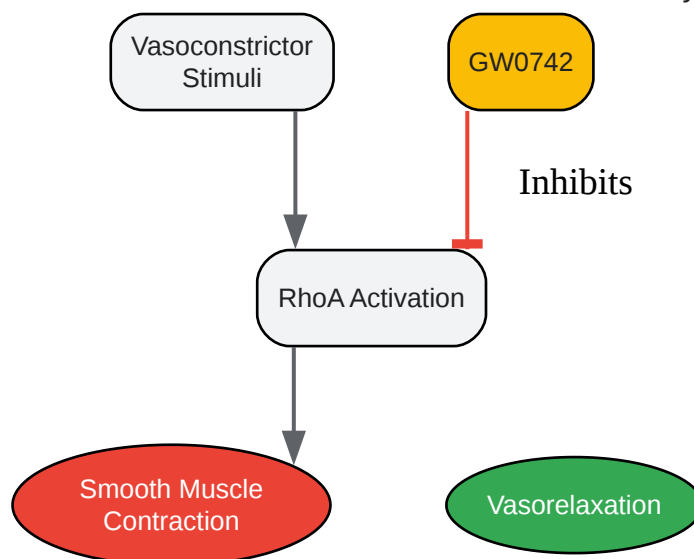 Vasoconstrictor
Stimuli
GW0742
Inhibits
RhoA Activation
Smooth Muscle
Contraction
Vasorelaxation